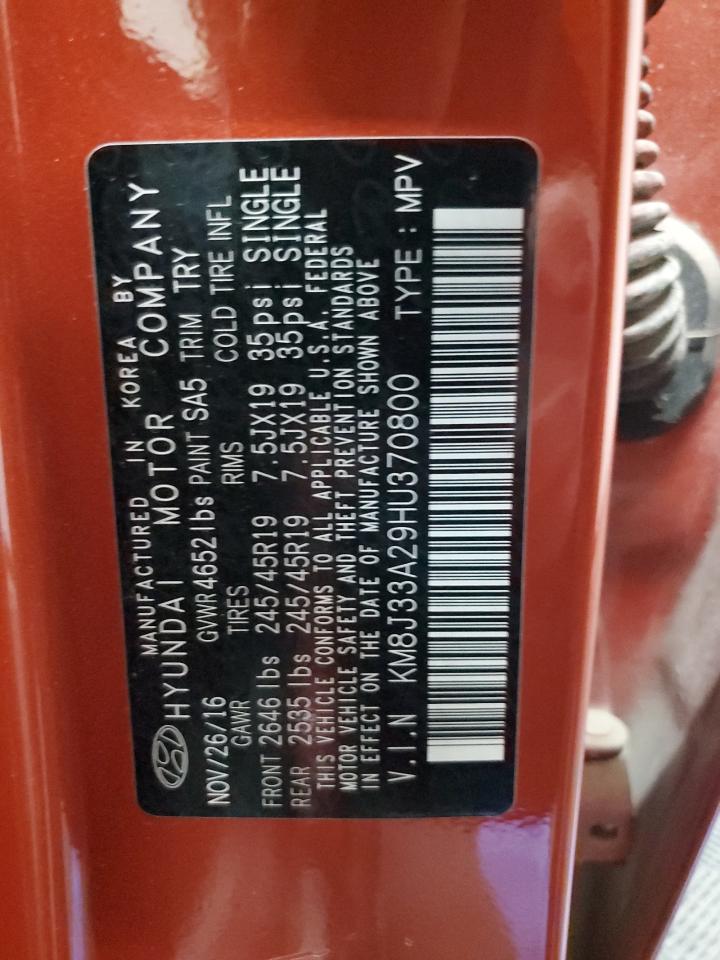 MANUFACTURED IN KOREA BY
HYUNDAI MOTOR COMPANY
NOV/26/16 GVWR 4652 lbs PAINT SA5 TRIM TRY
GAWR TIRES RIMS COLD TIRE INFL
FRONT 2646 lbs 245/45R19 7.5JX19 35psi SINGLE
REAR 2535 lbs 245/45R19 7.5JX19 35psi SINGLE
THIS VEHICLE CONFORMS TO ALL APPLICABLE U.S.A. FEDERAL
MOTOR VEHICLE SAFETY AND THEFT PREVENTION STANDARDS
IN EFFECT ON THE DATE OF MANUFACTURE SHOWN ABOVE
V.I.N KM8J33A29HU370800 TYPE : MPV